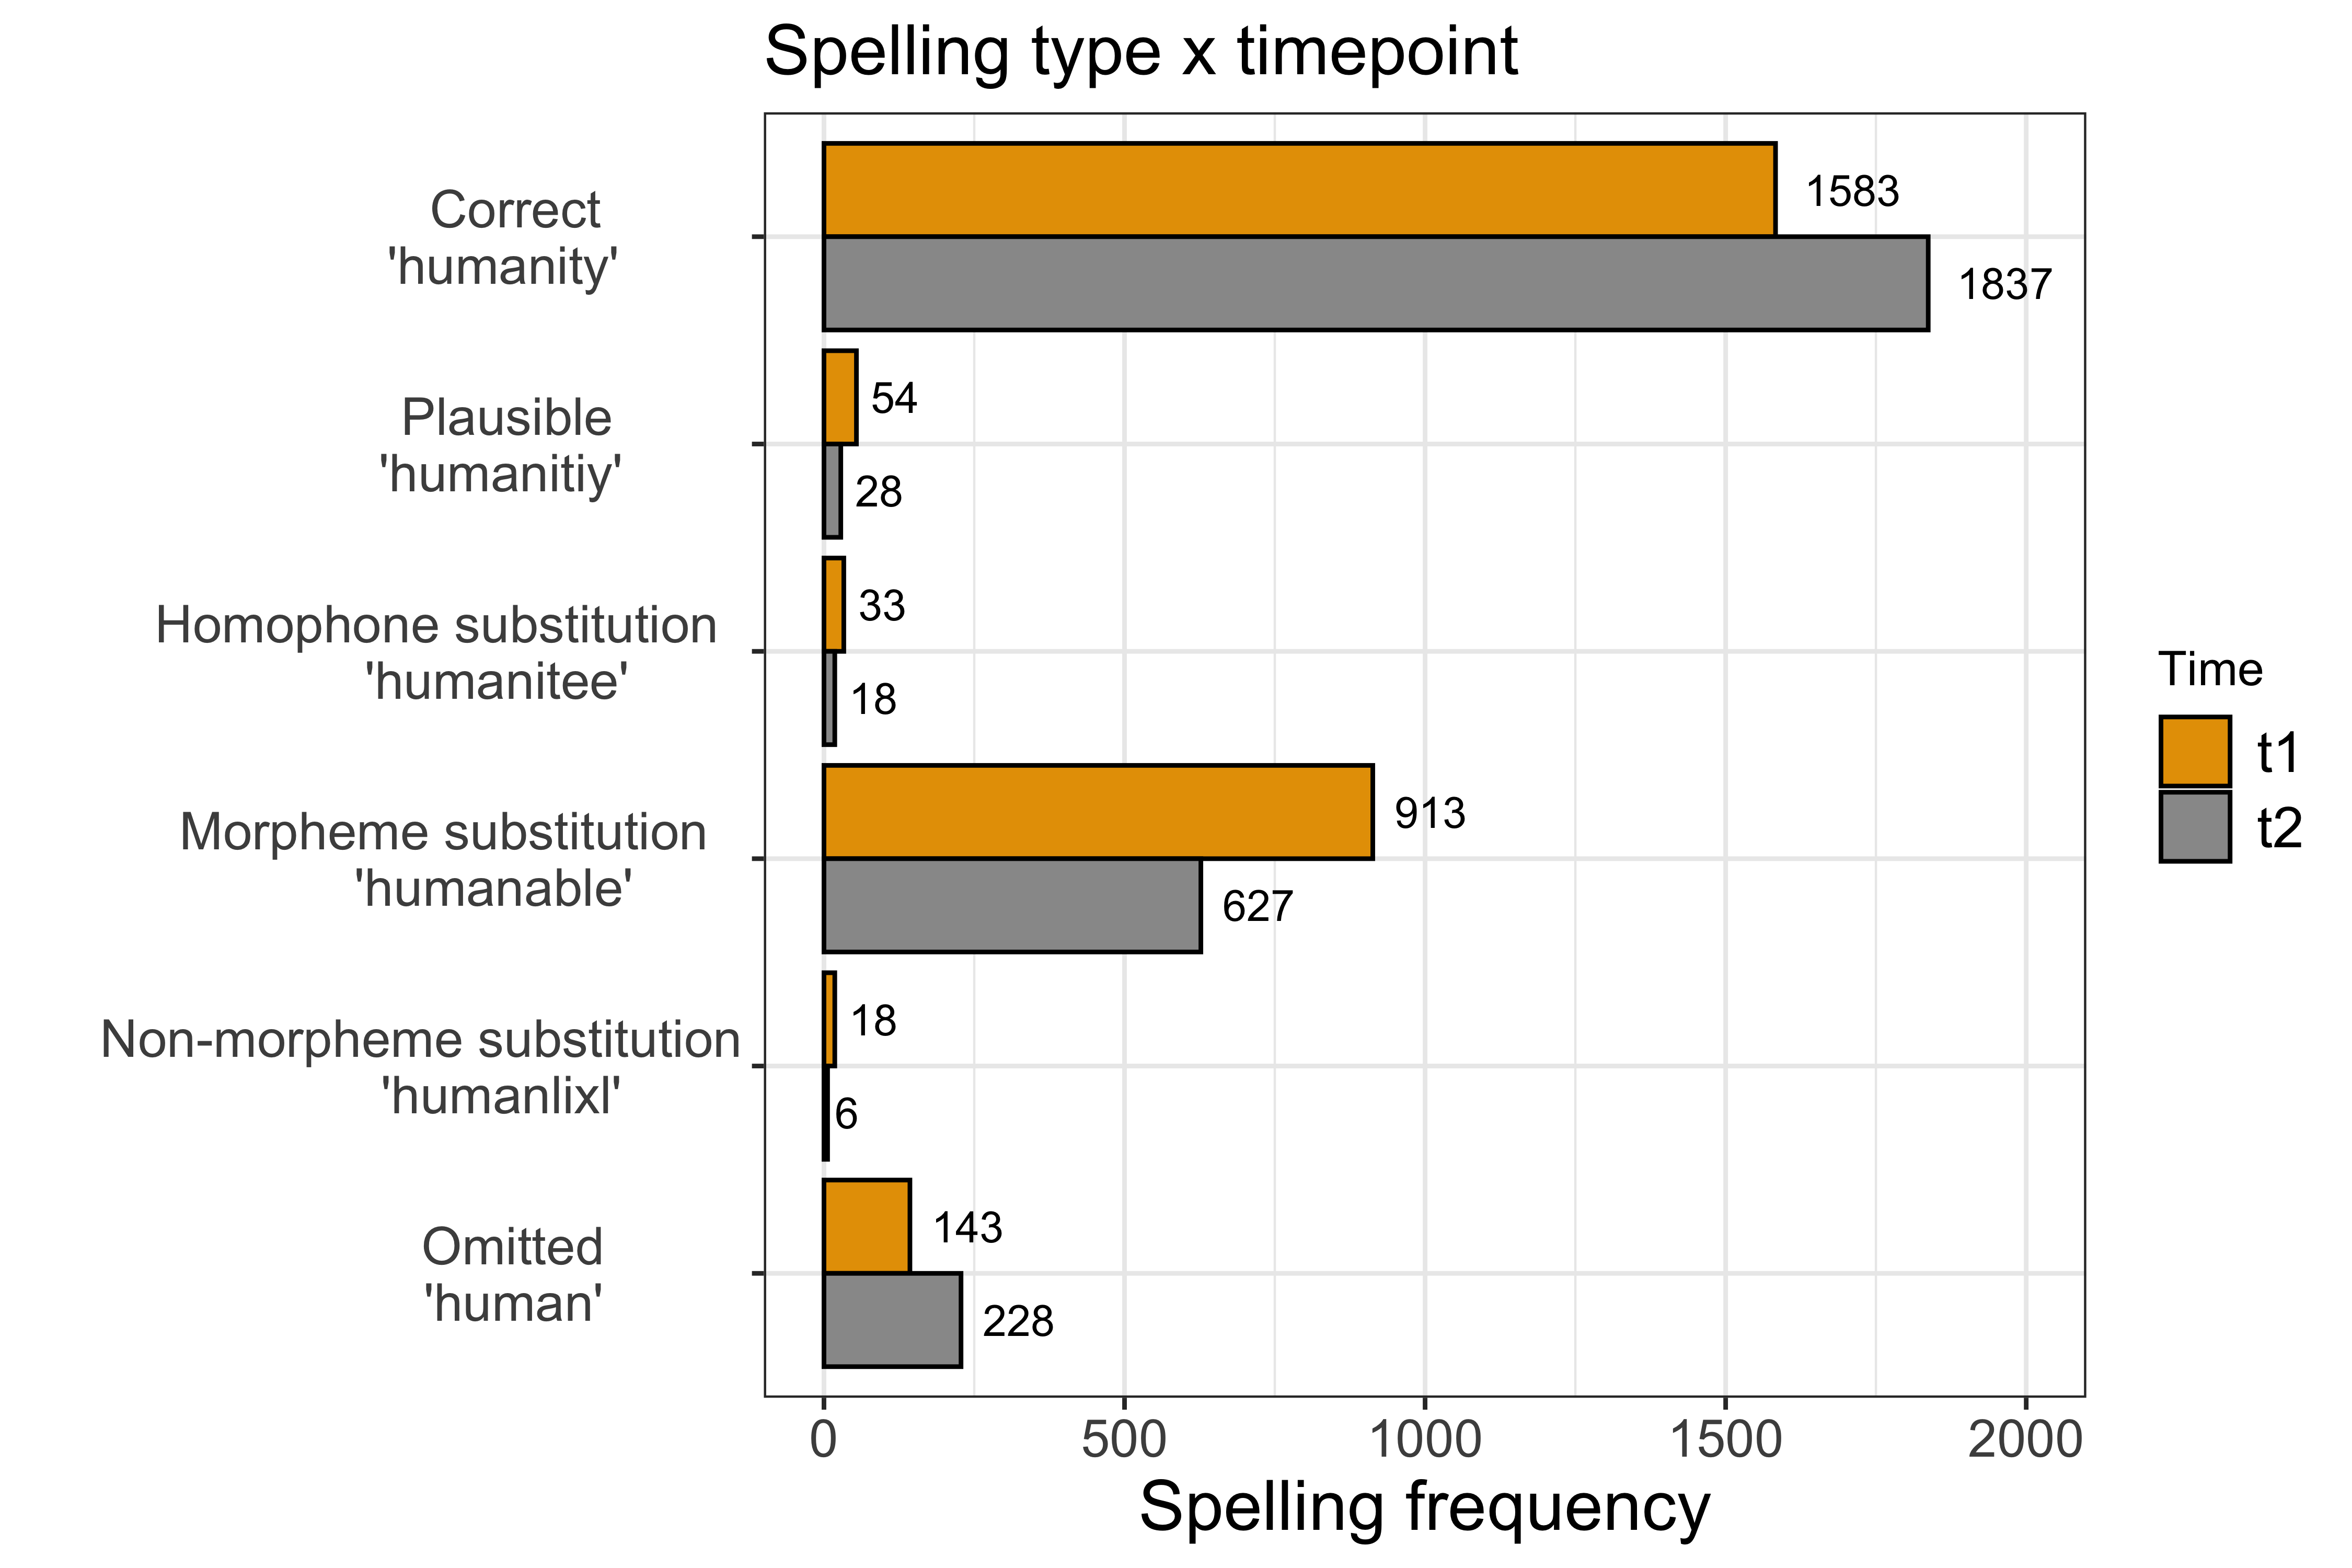 Spelling type x timepoint
Correct
'humanity'
1583
1837
Plausible
'humanitiy'
54
28
Homophone substitution
'humanitee'
33
18
Morpheme substitution
'humanable'
913
627
Non-morpheme substitution
'humanlixl'
18
6
Omitted
'human'
143
228
0 500 1000 1500 2000
Spelling frequency
Time
t1
t2